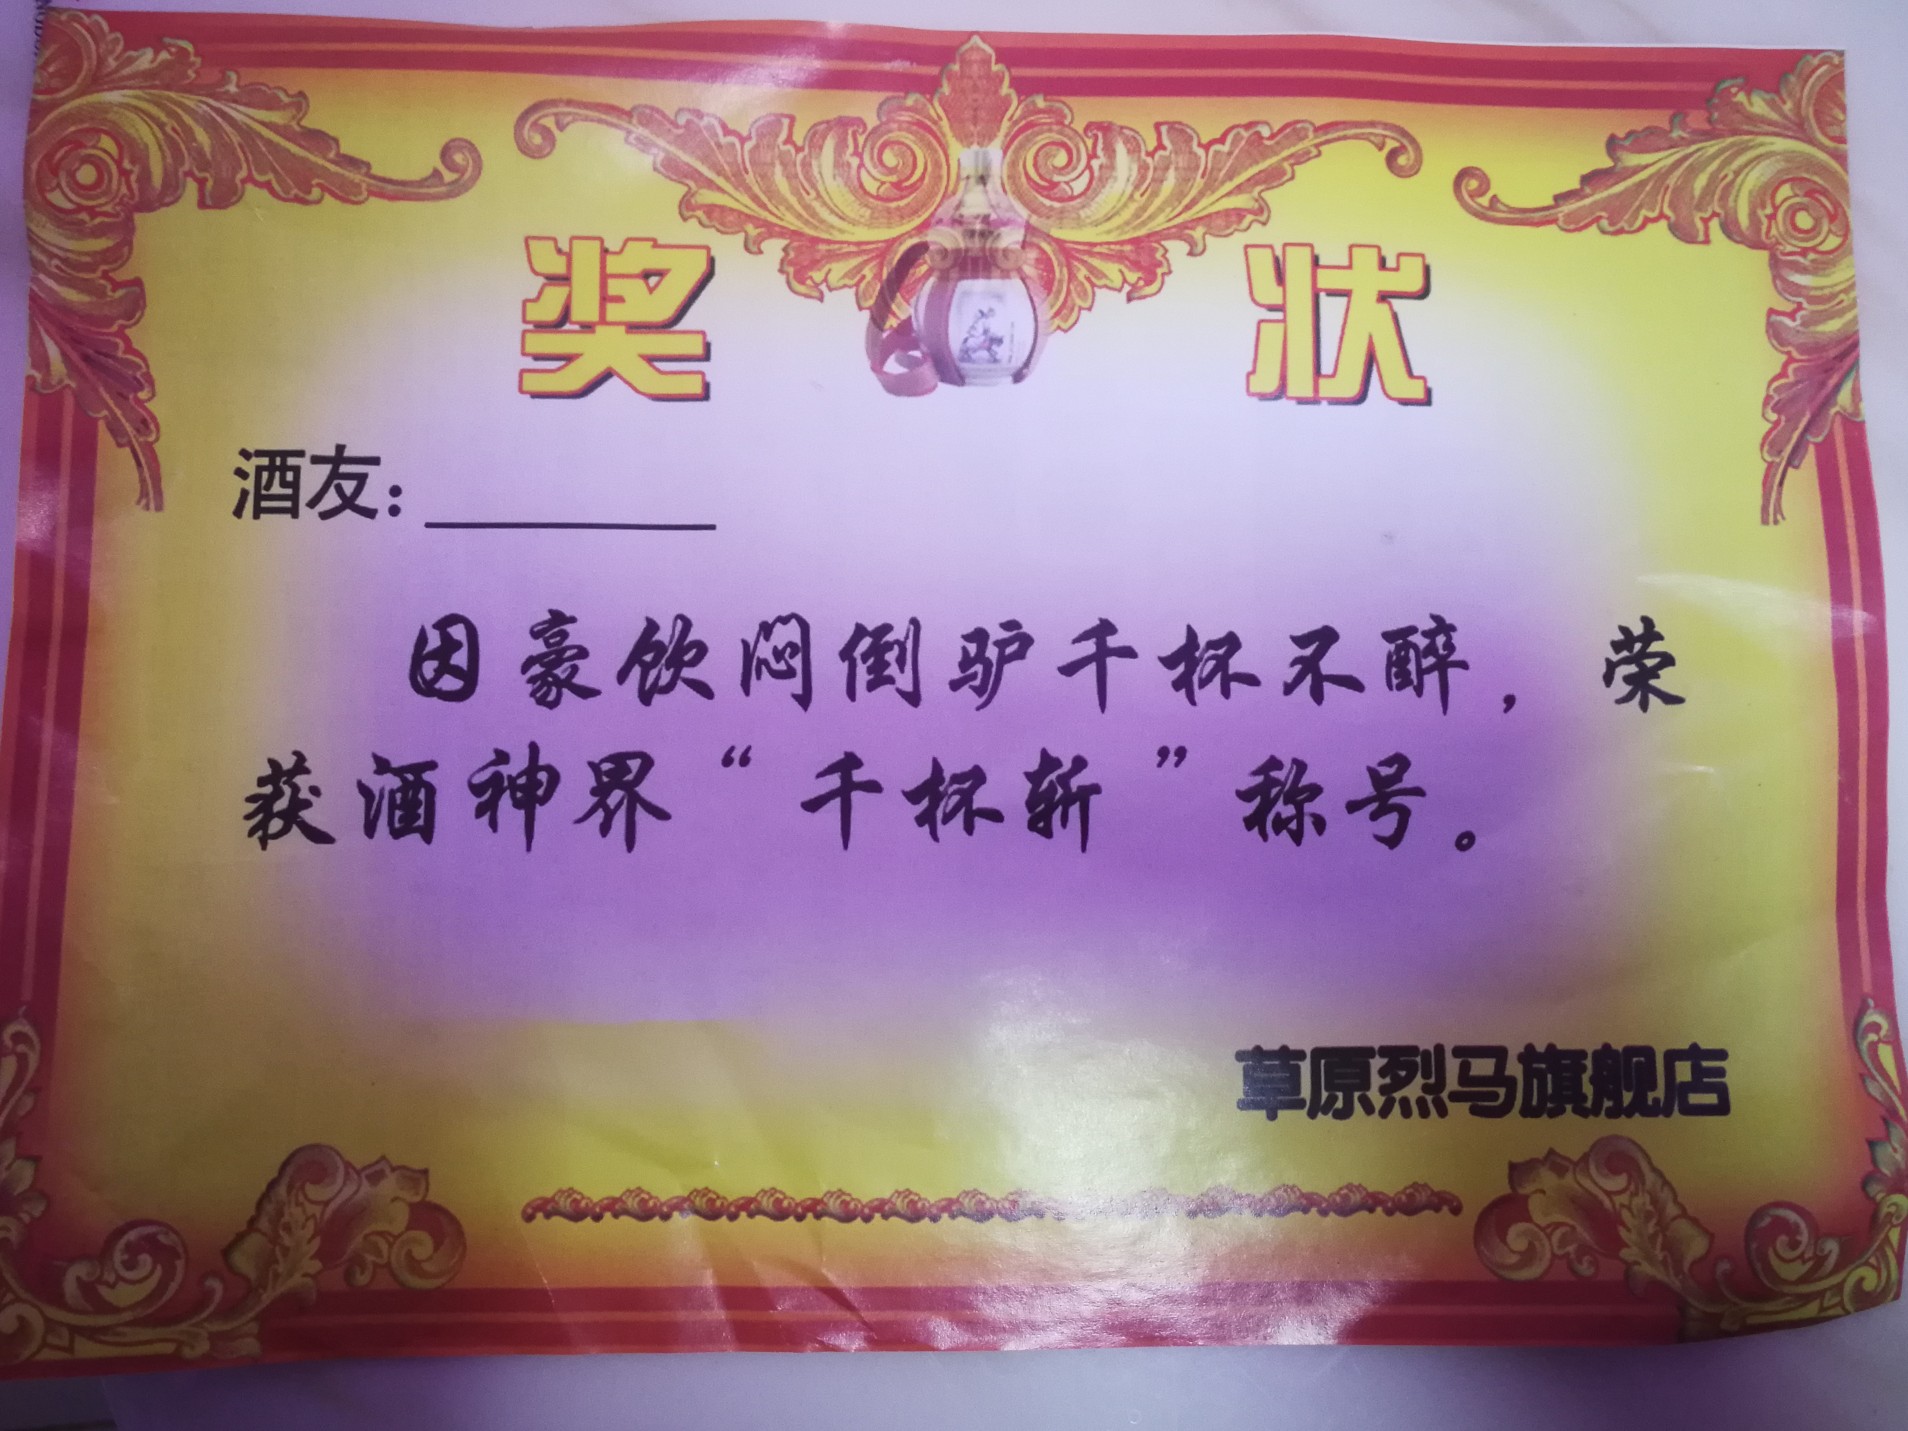 奖 状
酒友：
因豪饮闷倒驴千杯不醉，荣
获酒神界“千杯斩”称号。
草原烈马旗舰店